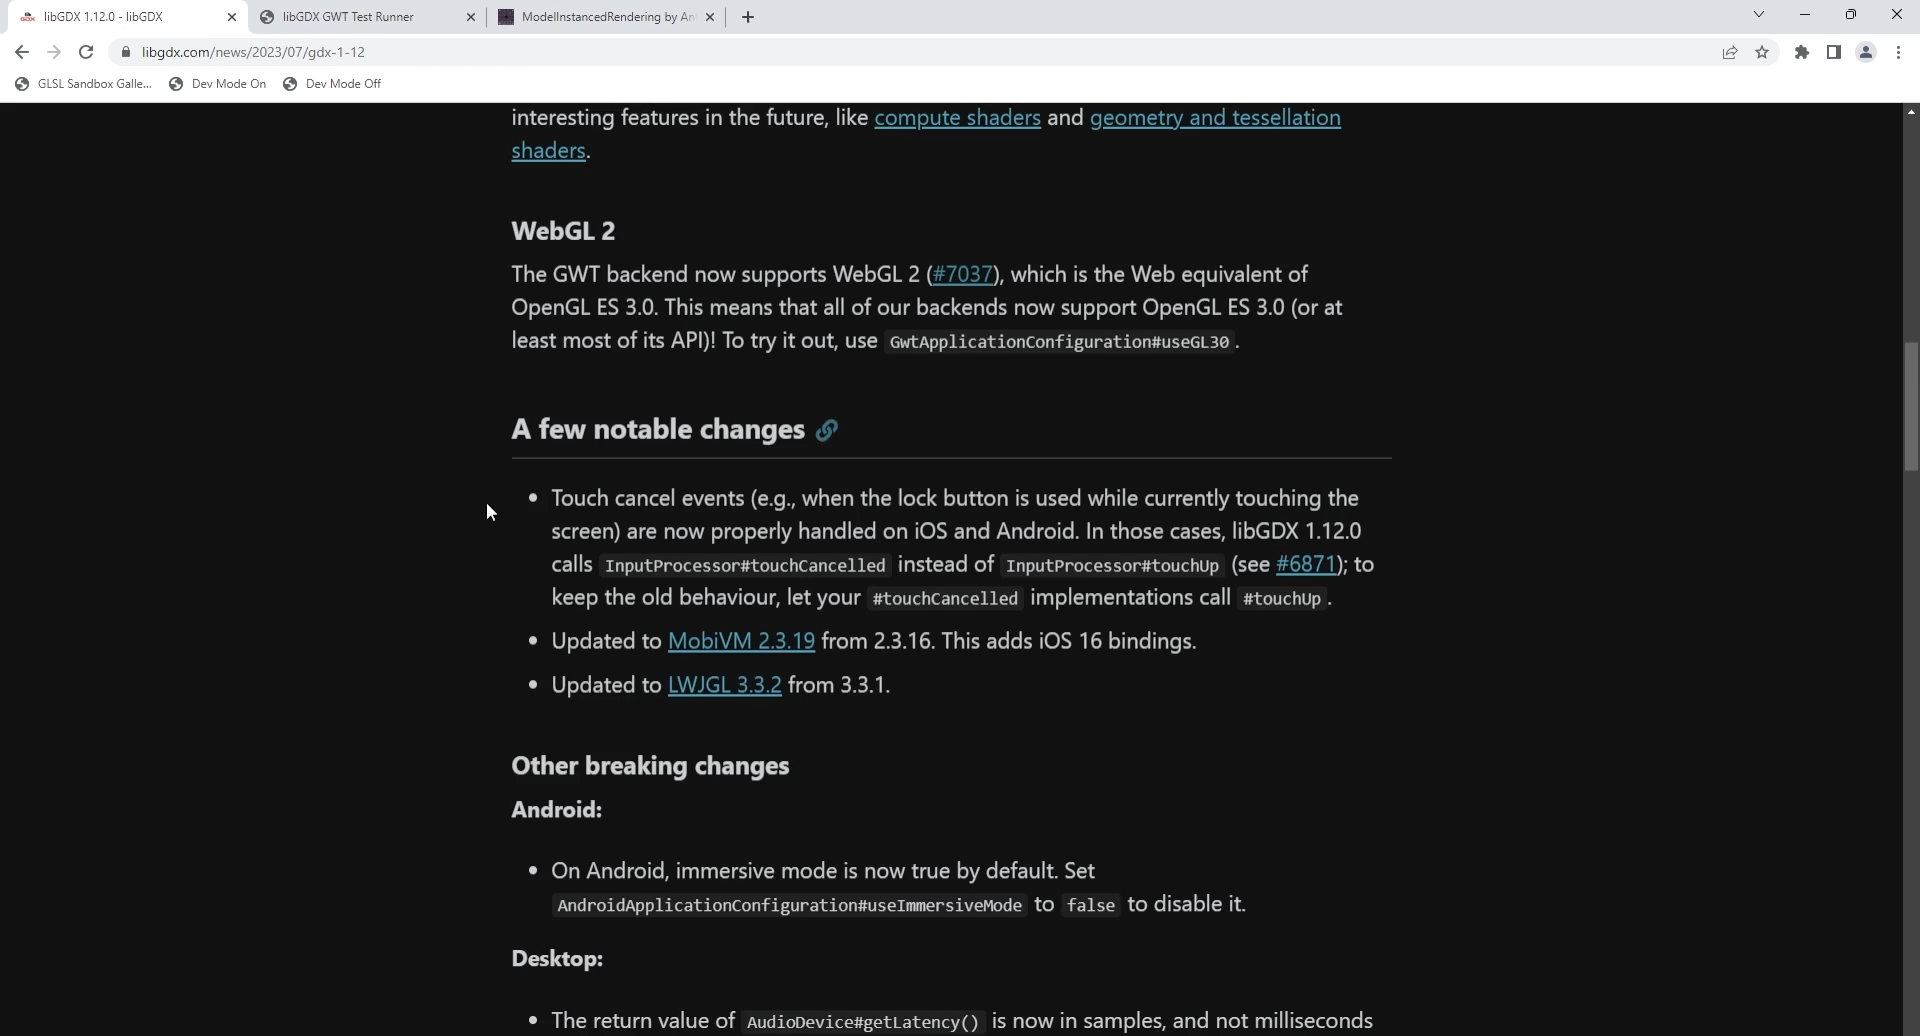 libGDX 1.12.0 - libGDX
libGDX GWT Test Runner
ModelInstancedRendering by
libgdx.com/news/2023/07/gdx-1-12
GLSL Sandbox Galle...
Dev Mode On
Dev Mode Off
interesting features in the future, like compute shaders and geometry and tessellation
shaders.
WebGL 2
The GWT backend now supports WebGL 2 (#7037), which is the Web equivalent of
OpenGL ES 3.0. This means that all of our backends now support OpenGL ES 3.0 (or at
least most of its API)! To try it out, use GwtApplicationConfiguration#useGL30.
A few notable changes
• Touch cancel events (e.g., when the lock button is used while currently touching the
screen) are now properly handled on iOS and Android. In those cases, libGDX 1.12.0
calls InputProcessor#touchCancelled instead of InputProcessor#touchUp (see #6871); to
keep the old behaviour, let your #touchCancelled implementations call #touchUp.
• Updated to MobiVM 2.3.19 from 2.3.16. This adds iOS 16 bindings.
• Updated to LWJGL 3.3.2 from 3.3.1.
Other breaking changes
Android:
• On Android, immersive mode is now true by default. Set
AndroidApplicationConfiguration#useImmersiveMode to false to disable it.
Desktop:
• The return value of AudioDevice#getLatency() is now in samples, and not milliseconds